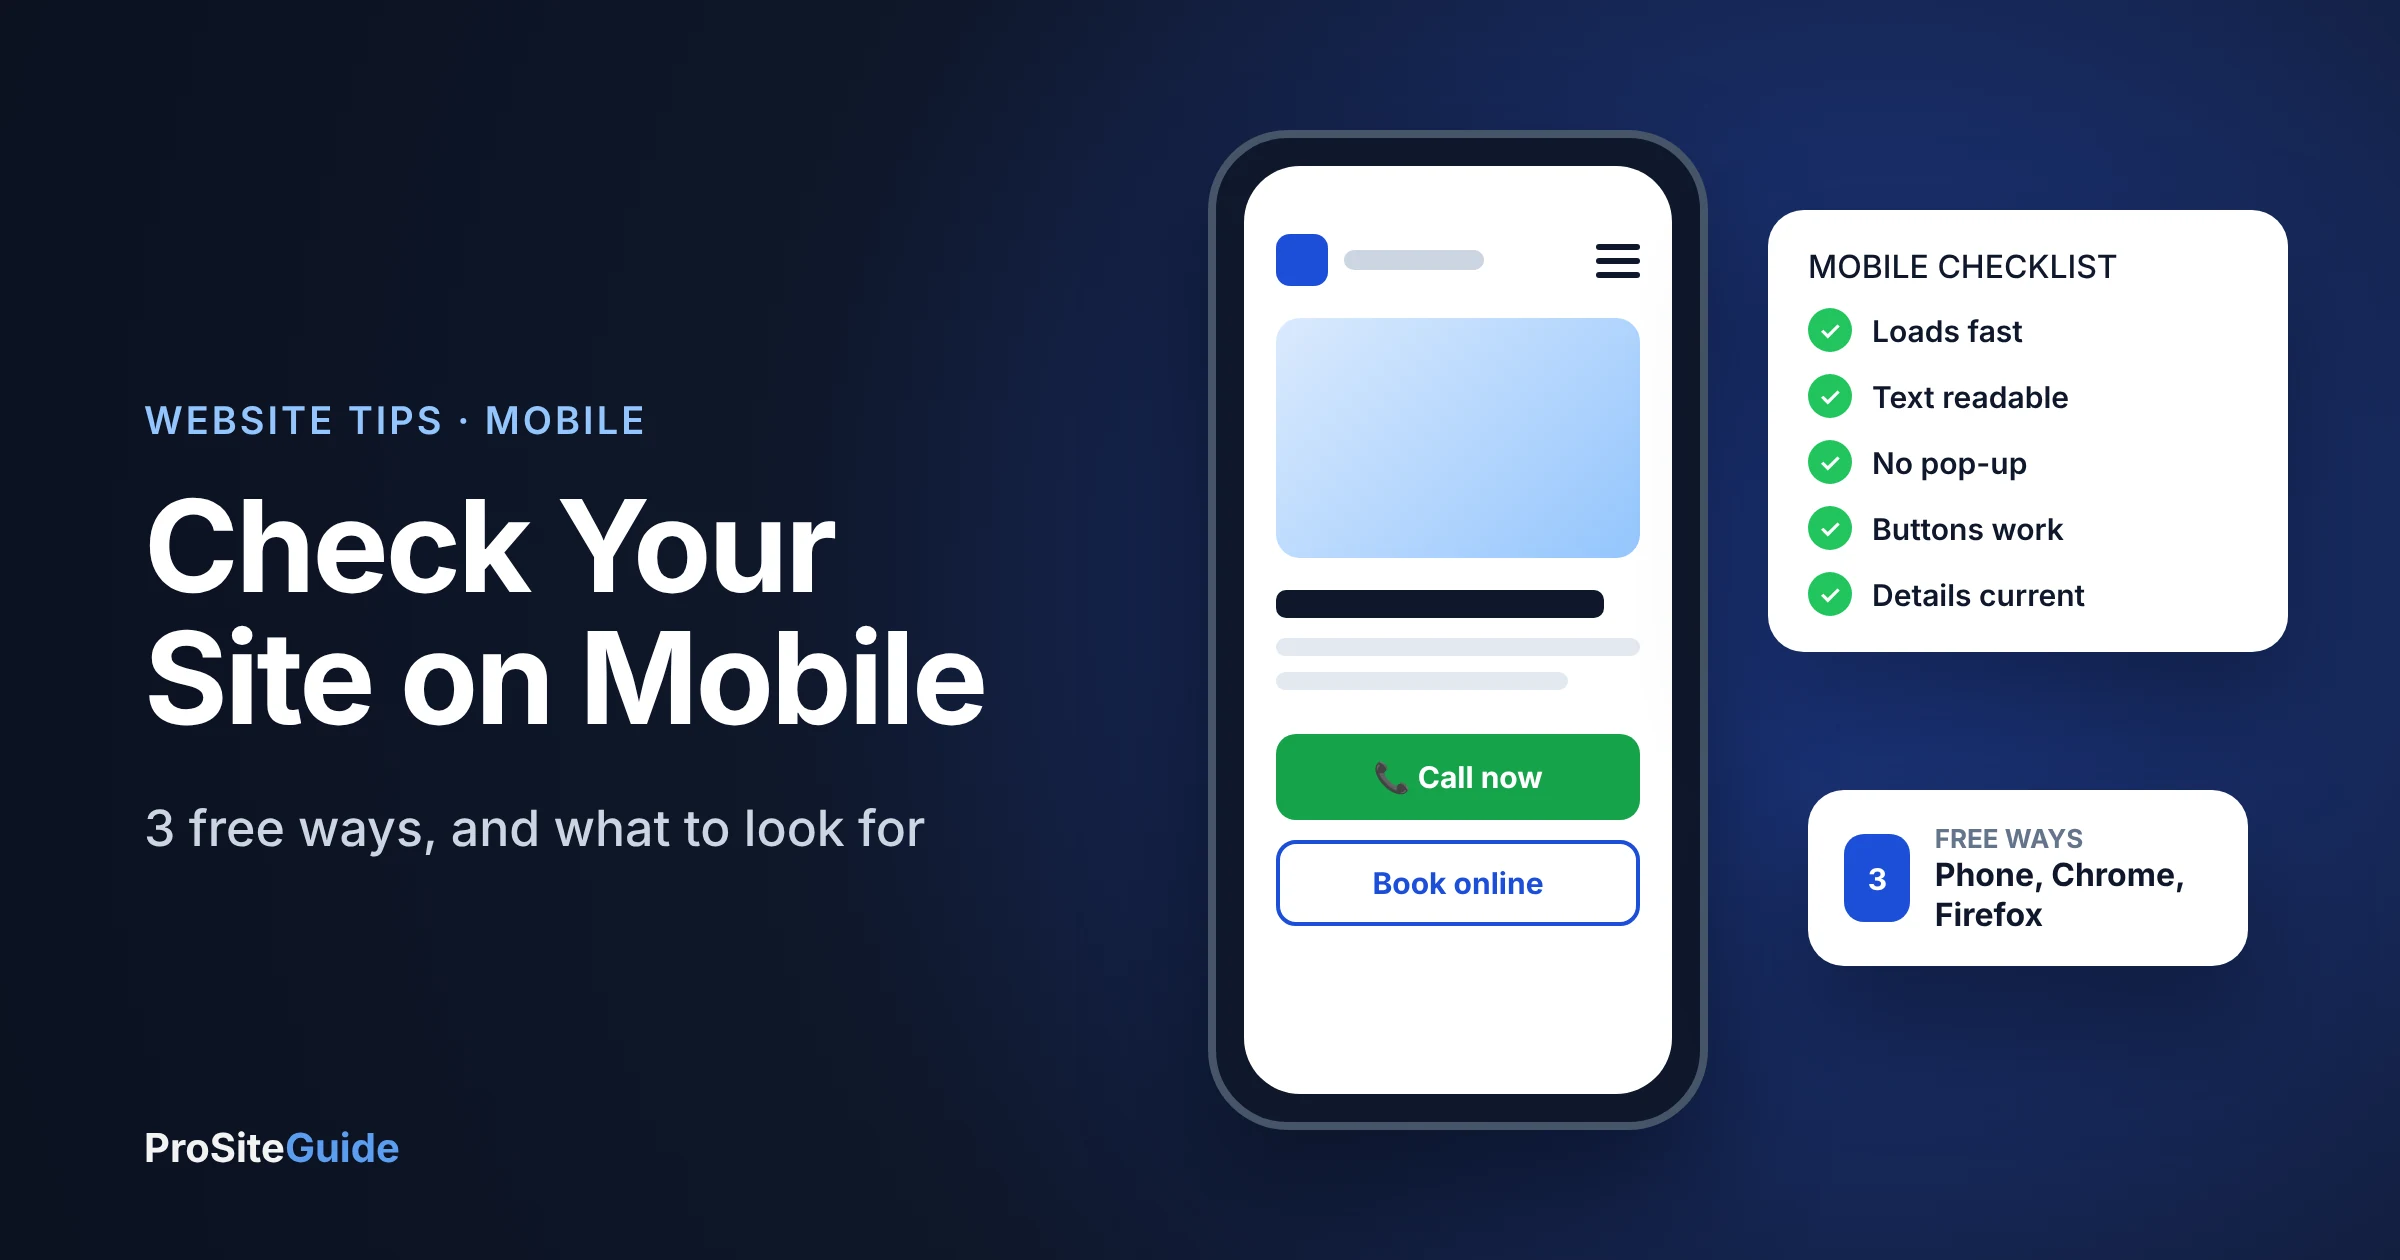 WEBSITE TIPS · MOBILE
Check Your
Site on Mobile
3 free ways, and what to look for
ProSiteGuide
📞 Call now
Book online
MOBILE CHECKLIST
Loads fast
Text readable
No pop-up
Buttons work
Details current
3
FREE WAYS
Phone, Chrome,
Firefox